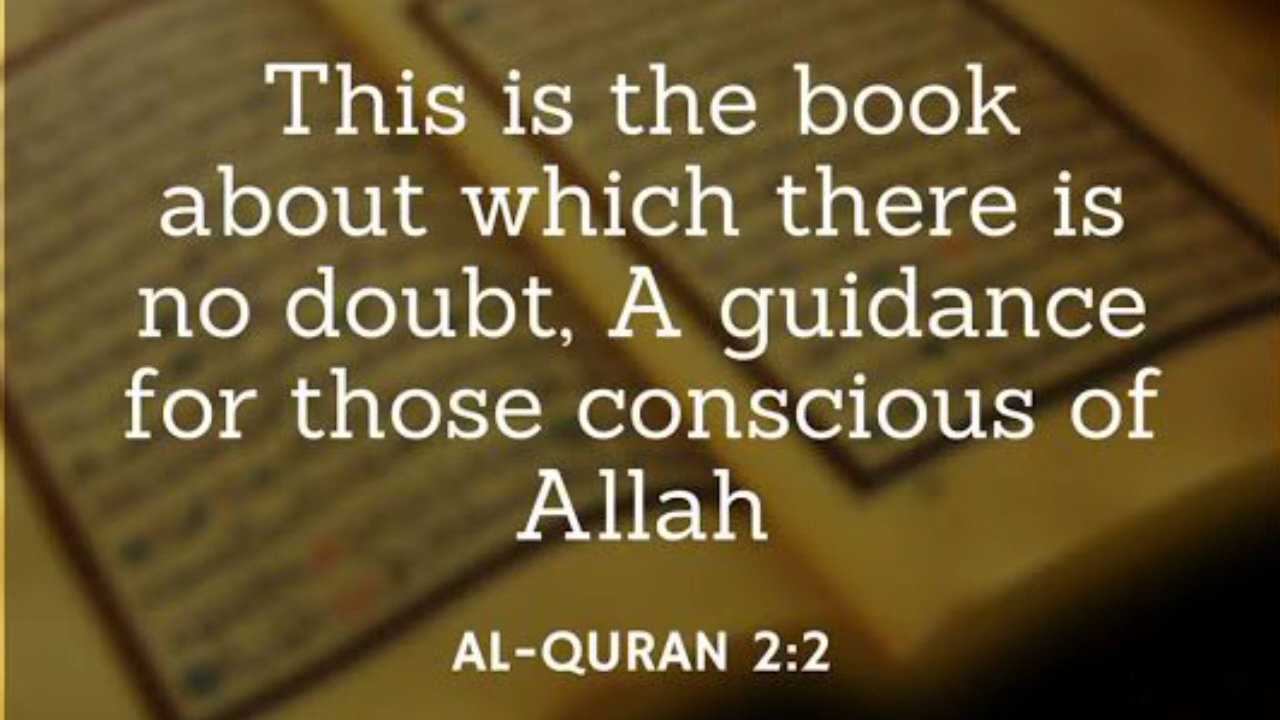 This is the book
about which there is
no doubt, A guidance
for those conscious of
Allah
AL-QURAN 2:2